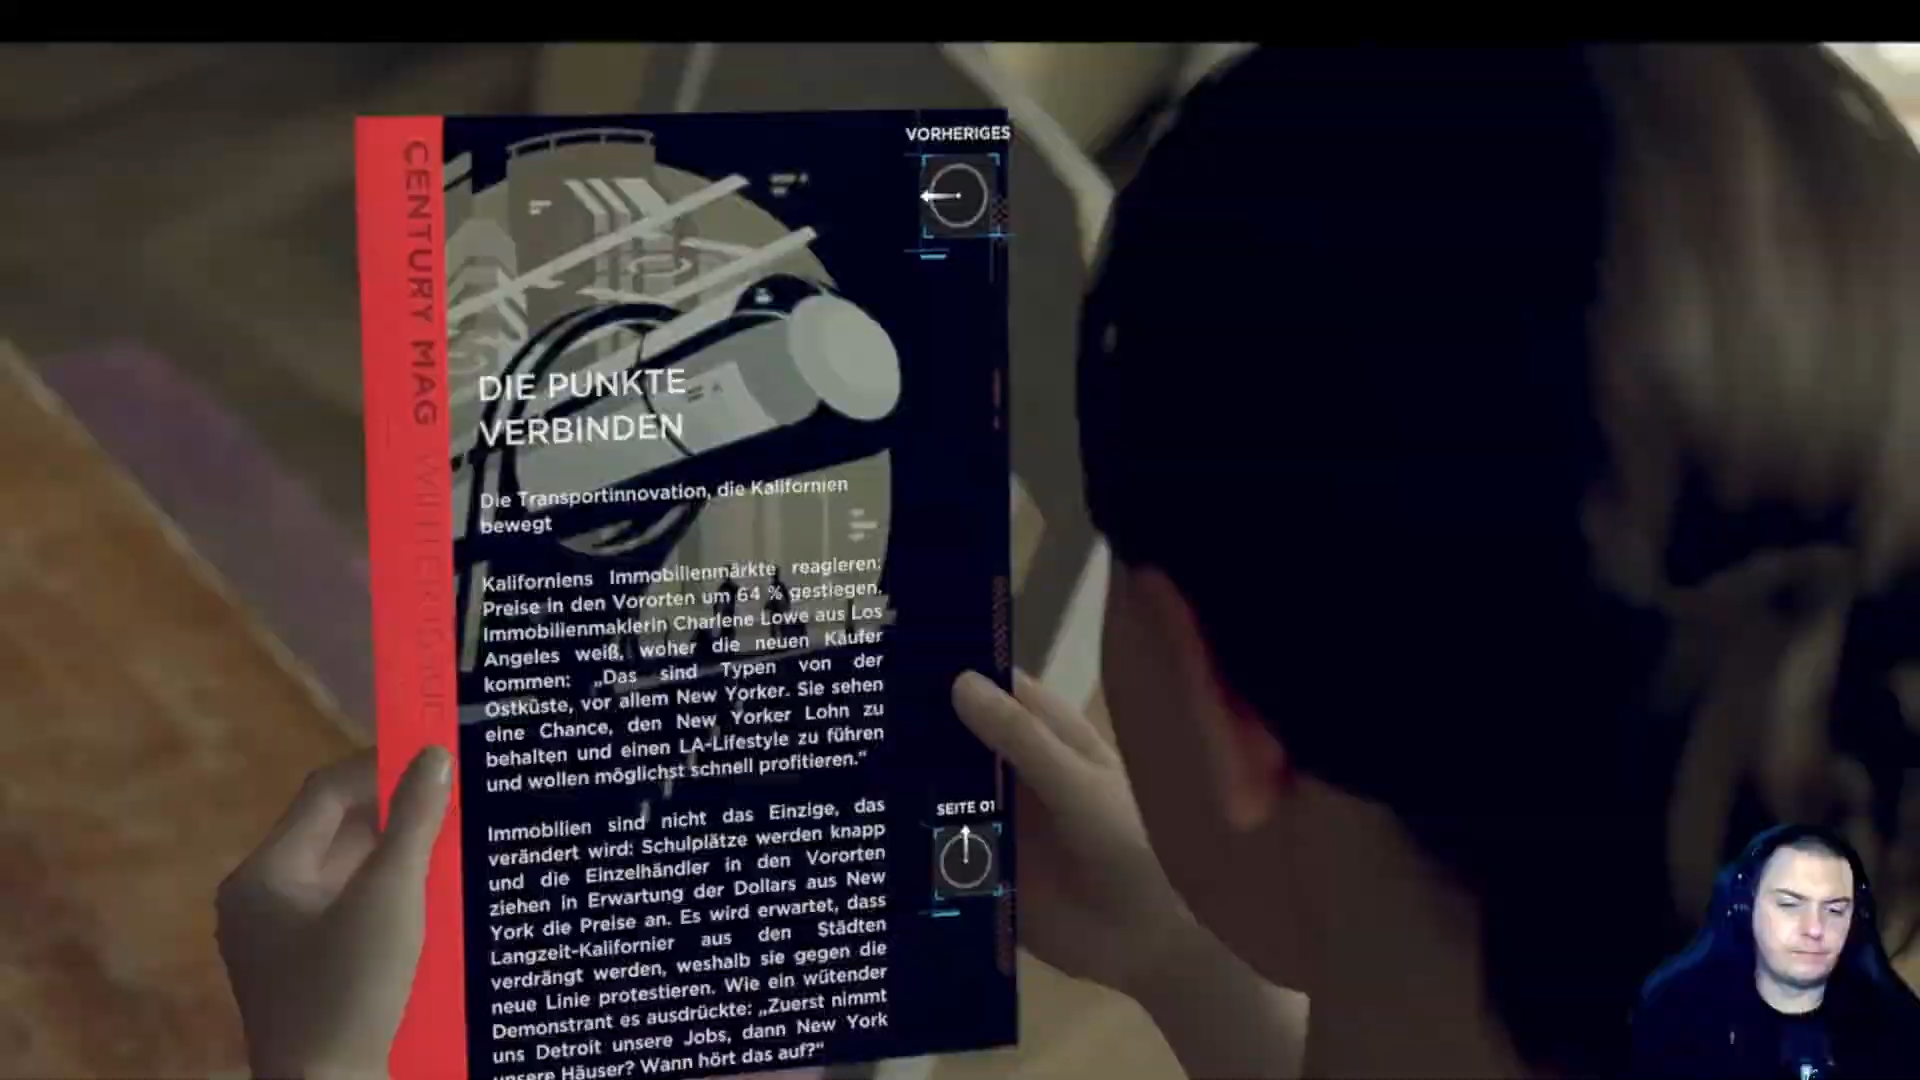 CENTURY MAG
VORHERIGES
DIE PUNKTE
VERBINDEN
Die Transportinnovation, die Kalifornien
bewegt
Kaliforniens Immobilienmärkte reagieren:
Preise in den Vororten um 64 % gestiegen.
Immobilienmaklerin Charlene Lowe aus Los
Angeles weiß, woher die neuen Käufer
kommen: „Das sind Typen von der
Ostküste, vor allem New Yorker. Sie sehen
eine Chance, den New Yorker Lohn zu
behalten und einen LA-Lifestyle zu führen
und wollen möglichst schnell profitieren.“
Immobilien sind nicht das Einzige, das
verändert wird: Schulplätze werden knapp
und die Einzelhändler in den Vororten
ziehen in Erwartung der Dollars aus New
York die Preise an. Es wird erwartet, dass
Langzeit-Kalifornier aus den Städten
verdrängt werden, weshalb sie gegen die
neue Linie protestieren. Wie ein wütender
Demonstrant es ausdrückte: „Zuerst nimmt
uns Detroit unsere Jobs, dann New York
unsere Häuser? Wann hört das auf?“
SEITE 01